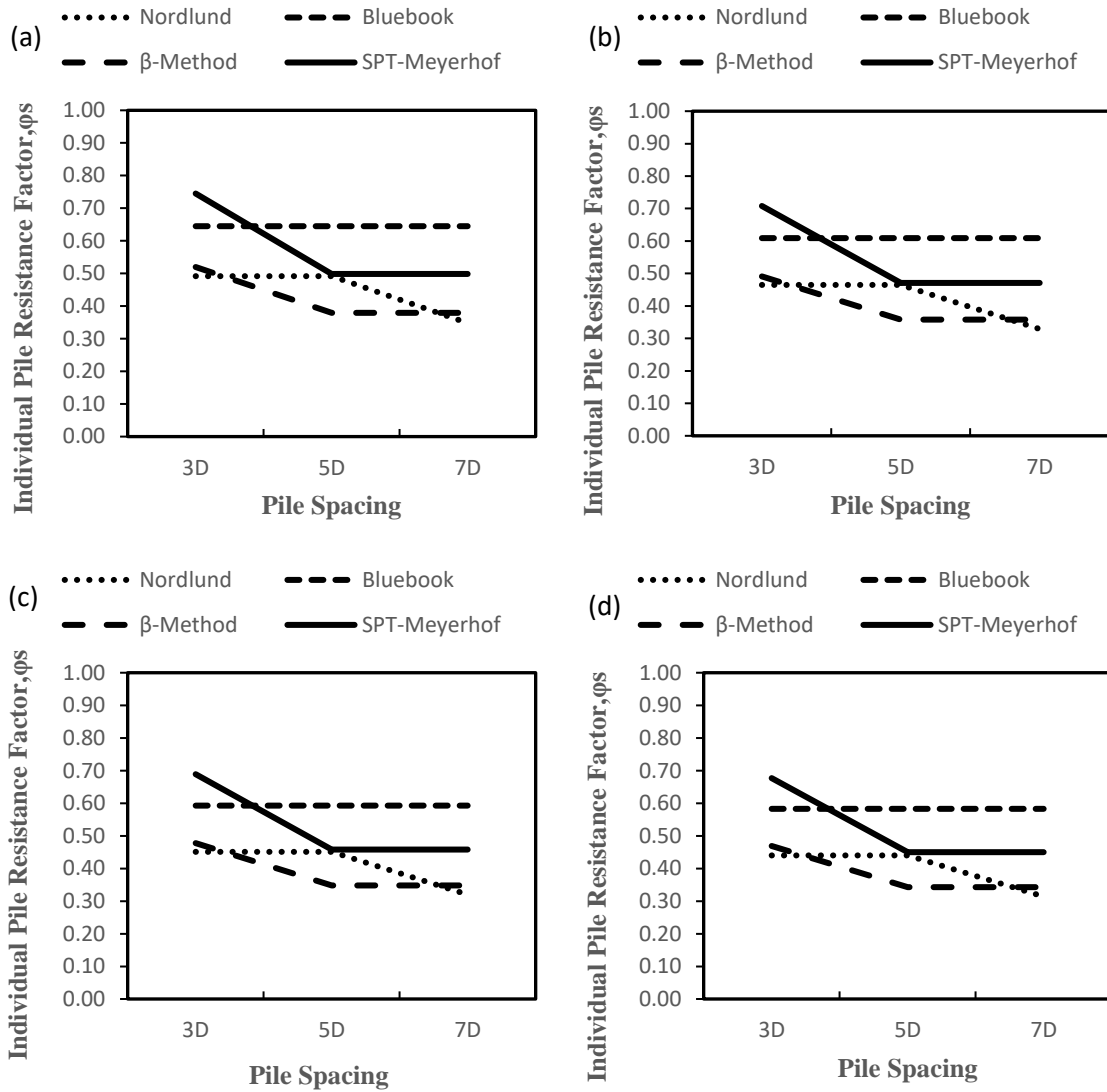 (a)
Nordlund Bluebook
β-Method SPT-Meyerhof
Individual Pile Resistance Factor,φs
1.00
0.90
0.80
0.70
0.60
0.50
0.40
0.30
0.20
0.10
0.00
3D 5D 7D
Pile Spacing
(b)
Nordlund Bluebook
β-Method SPT-Meyerhof
Individual Pile Resistance Factor,φs
1.00
0.90
0.80
0.70
0.60
0.50
0.40
0.30
0.20
0.10
0.00
3D 5D 7D
Pile Spacing
(c)
Nordlund Bluebook
β-Method SPT-Meyerhof
Individual Pile Resistance Factor,φs
1.00
0.90
0.80
0.70
0.60
0.50
0.40
0.30
0.20
0.10
0.00
3D 5D 7D
Pile Spacing
(d)
Nordlund Bluebook
β-Method SPT-Meyerhof
Individual Pile Resistance Factor,φs
1.00
0.90
0.80
0.70
0.60
0.50
0.40
0.30
0.20
0.10
0.00
3D 5D 7D
Pile Spacing